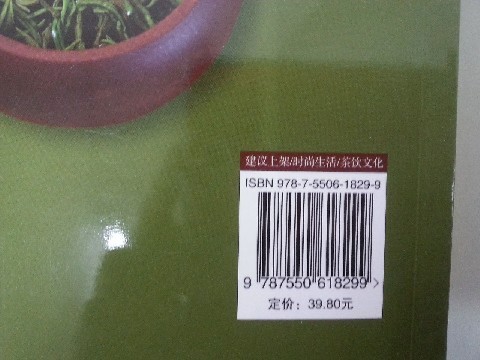 建议上架/时尚生活/茶饮文化
ISBN 978-7-5506-1829-9
9 787550 618299 >
定价：39.80元